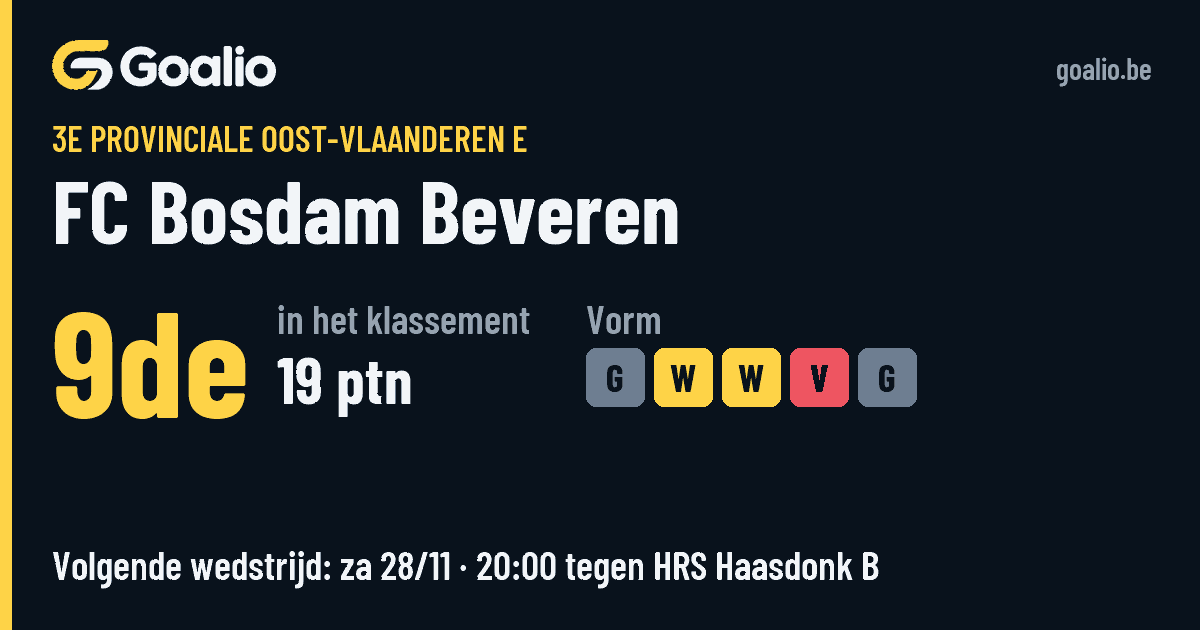 Goalio
goalio.be
3E PROVINCIALE OOST-VLAANDEREN E
FC Bosdam Beveren
9de
in het klassement
19 ptn
Vorm
G W W V G
Volgende wedstrijd: za 28/11 · 20:00 tegen HRS Haasdonk B